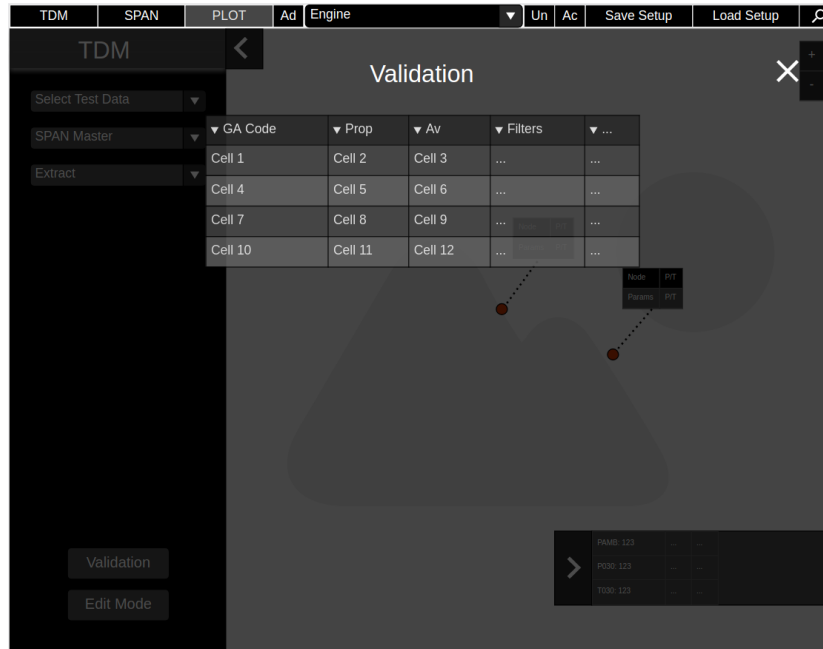 TDM SPAN PLOT Ad Engine Un Ac Save Setup Load Setup
TDM
Validation
+
-
Select Test Data
SPAN Master
Extract
GA Code Prop Av Filters ...
Cell 1 Cell 2 Cell 3 ... ...
Cell 4 Cell 5 Cell 6 ... ...
Cell 7 Cell 8 Cell 9 ... ...
Cell 10 Cell 11 Cell 12 ... ...
Node P/T
Params P/T
Node P/T
Params P/T
PAMB: 123 ... ...
P030: 123 ... ...
T030: 123 ... ...
Validation
Edit Mode